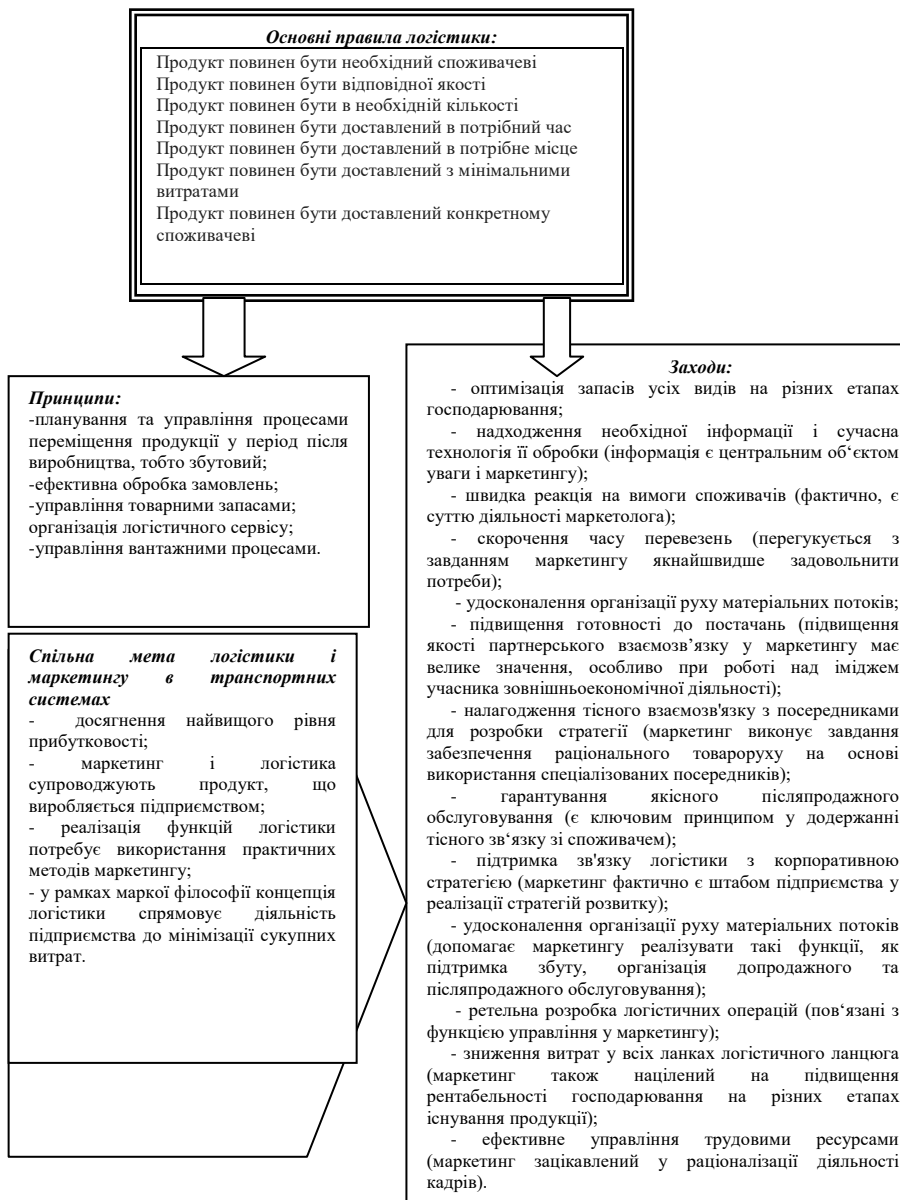 Основні правила логістики:
Продукт повинен бути необхідний споживачеві
Продукт повинен бути відповідної якості
Продукт повинен бути в необхідній кількості
Продукт повинен бути доставлений в потрібний час
Продукт повинен бути доставлений в потрібне місце
Продукт повинен бути доставлений з мінімальними
витратами
Продукт повинен бути доставлений конкретному
споживачеві
Принципи:
-планування та управління процесами
переміщення продукції у період після
виробництва, тобто збутовий;
-ефективна обробка замовлень;
-управління товарними запасами;
організація логістичного сервісу;
-управління вантажними процесами.
Спільна мета логістики і
маркетингу в транспортних
системах
- досягнення найвищого рівня
прибутковості;
- маркетинг і логістика
супроводжують продукт, що
виробляється підприємством;
- реалізація функцій логістики
потребує використання практичних
методів маркетингу;
- у рамках маркої філософії концепція
логістики спрямовує діяльність
підприємства до мінімізації сукупних
витрат.
Заходи:
- оптимізація запасів усіх видів на різних етапах
господарювання;
- надходження необхідної інформації і сучасна
технологія її обробки (інформація є центральним об‘єктом
уваги і маркетингу);
- швидка реакція на вимоги споживачів (фактично, є
суттю діяльності маркетолога);
- скорочення часу перевезень (перегукується з
завданням маркетингу якнайшвидше задовольнити
потреби);
- удосконалення організації руху матеріальних потоків;
- підвищення готовності до постачань (підвищення
якості партнерського взаємозв’язку у маркетингу має
велике значення, особливо при роботі над іміджем
учасника зовнішньоекономічної діяльності);
- налагодження тісного взаємозв'язку з посередниками
для розробки стратегії (маркетинг виконує завдання
забезпечення раціонального товароруху на основі
використання спеціалізованих посередників);
- гарантування якісного післяпродажного
обслуговування (є ключовим принципом у додержанні
тісного зв‘язку зі споживачем);
- підтримка зв'язку логістики з корпоративною
стратегією (маркетинг фактично є штабом підприємства у
реалізації стратегій розвитку);
- удосконалення організації руху матеріальних потоків
(допомагає маркетингу реалізувати такі функції, як
підтримка збуту, організація допродажного та
післяпродажного обслуговування);
- ретельна розробка логістичних операцій (пов‘язані з
функцією управління у маркетингу);
- зниження витрат у всіх ланках логістичного ланцюга
(маркетинг також націлений на підвищення
рентабельності господарювання на різних етапах
існування продукції);
- ефективне управління трудовими ресурсами
(маркетинг зацікавлений у раціоналізації діяльності
кадрів).